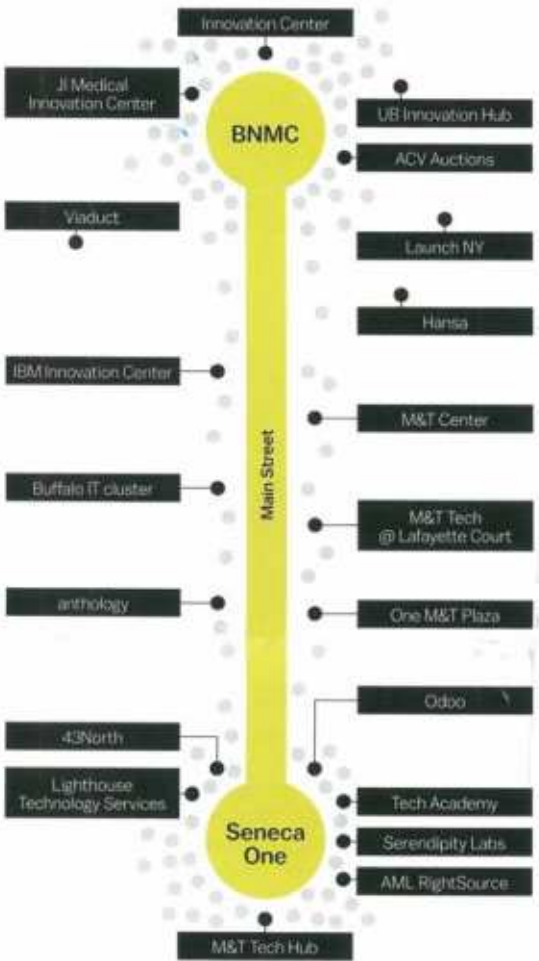 Innovation Center
JI Medical
Innovation Center
BNMC
UB Innovation Hub
ACV Auctions
Viaduct
Launch NY
Hansa
IBM Innovation Center
M&T Center
Main Street
Buffalo IT cluster
M&T Tech
@ Lafayette Court
anthology
One M&T Plaza
Odoo
43North
Lighthouse
Technology Services
Tech Academy
Seneca
One
Serendipity Labs
AML RightSource
M&T Tech Hub